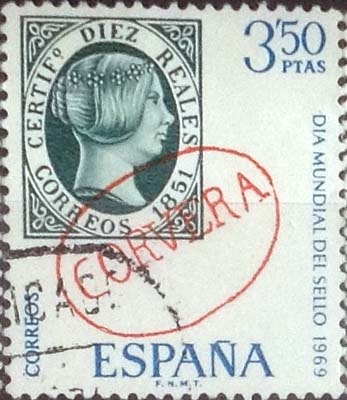 CERTIFº DIEZ REALES
CORREOS 1851
3'50
PTAS
CORVERA
DIA MUNDIAL DEL SELLO 1969
CORREOS
ESPAÑA
F.N.M.T.